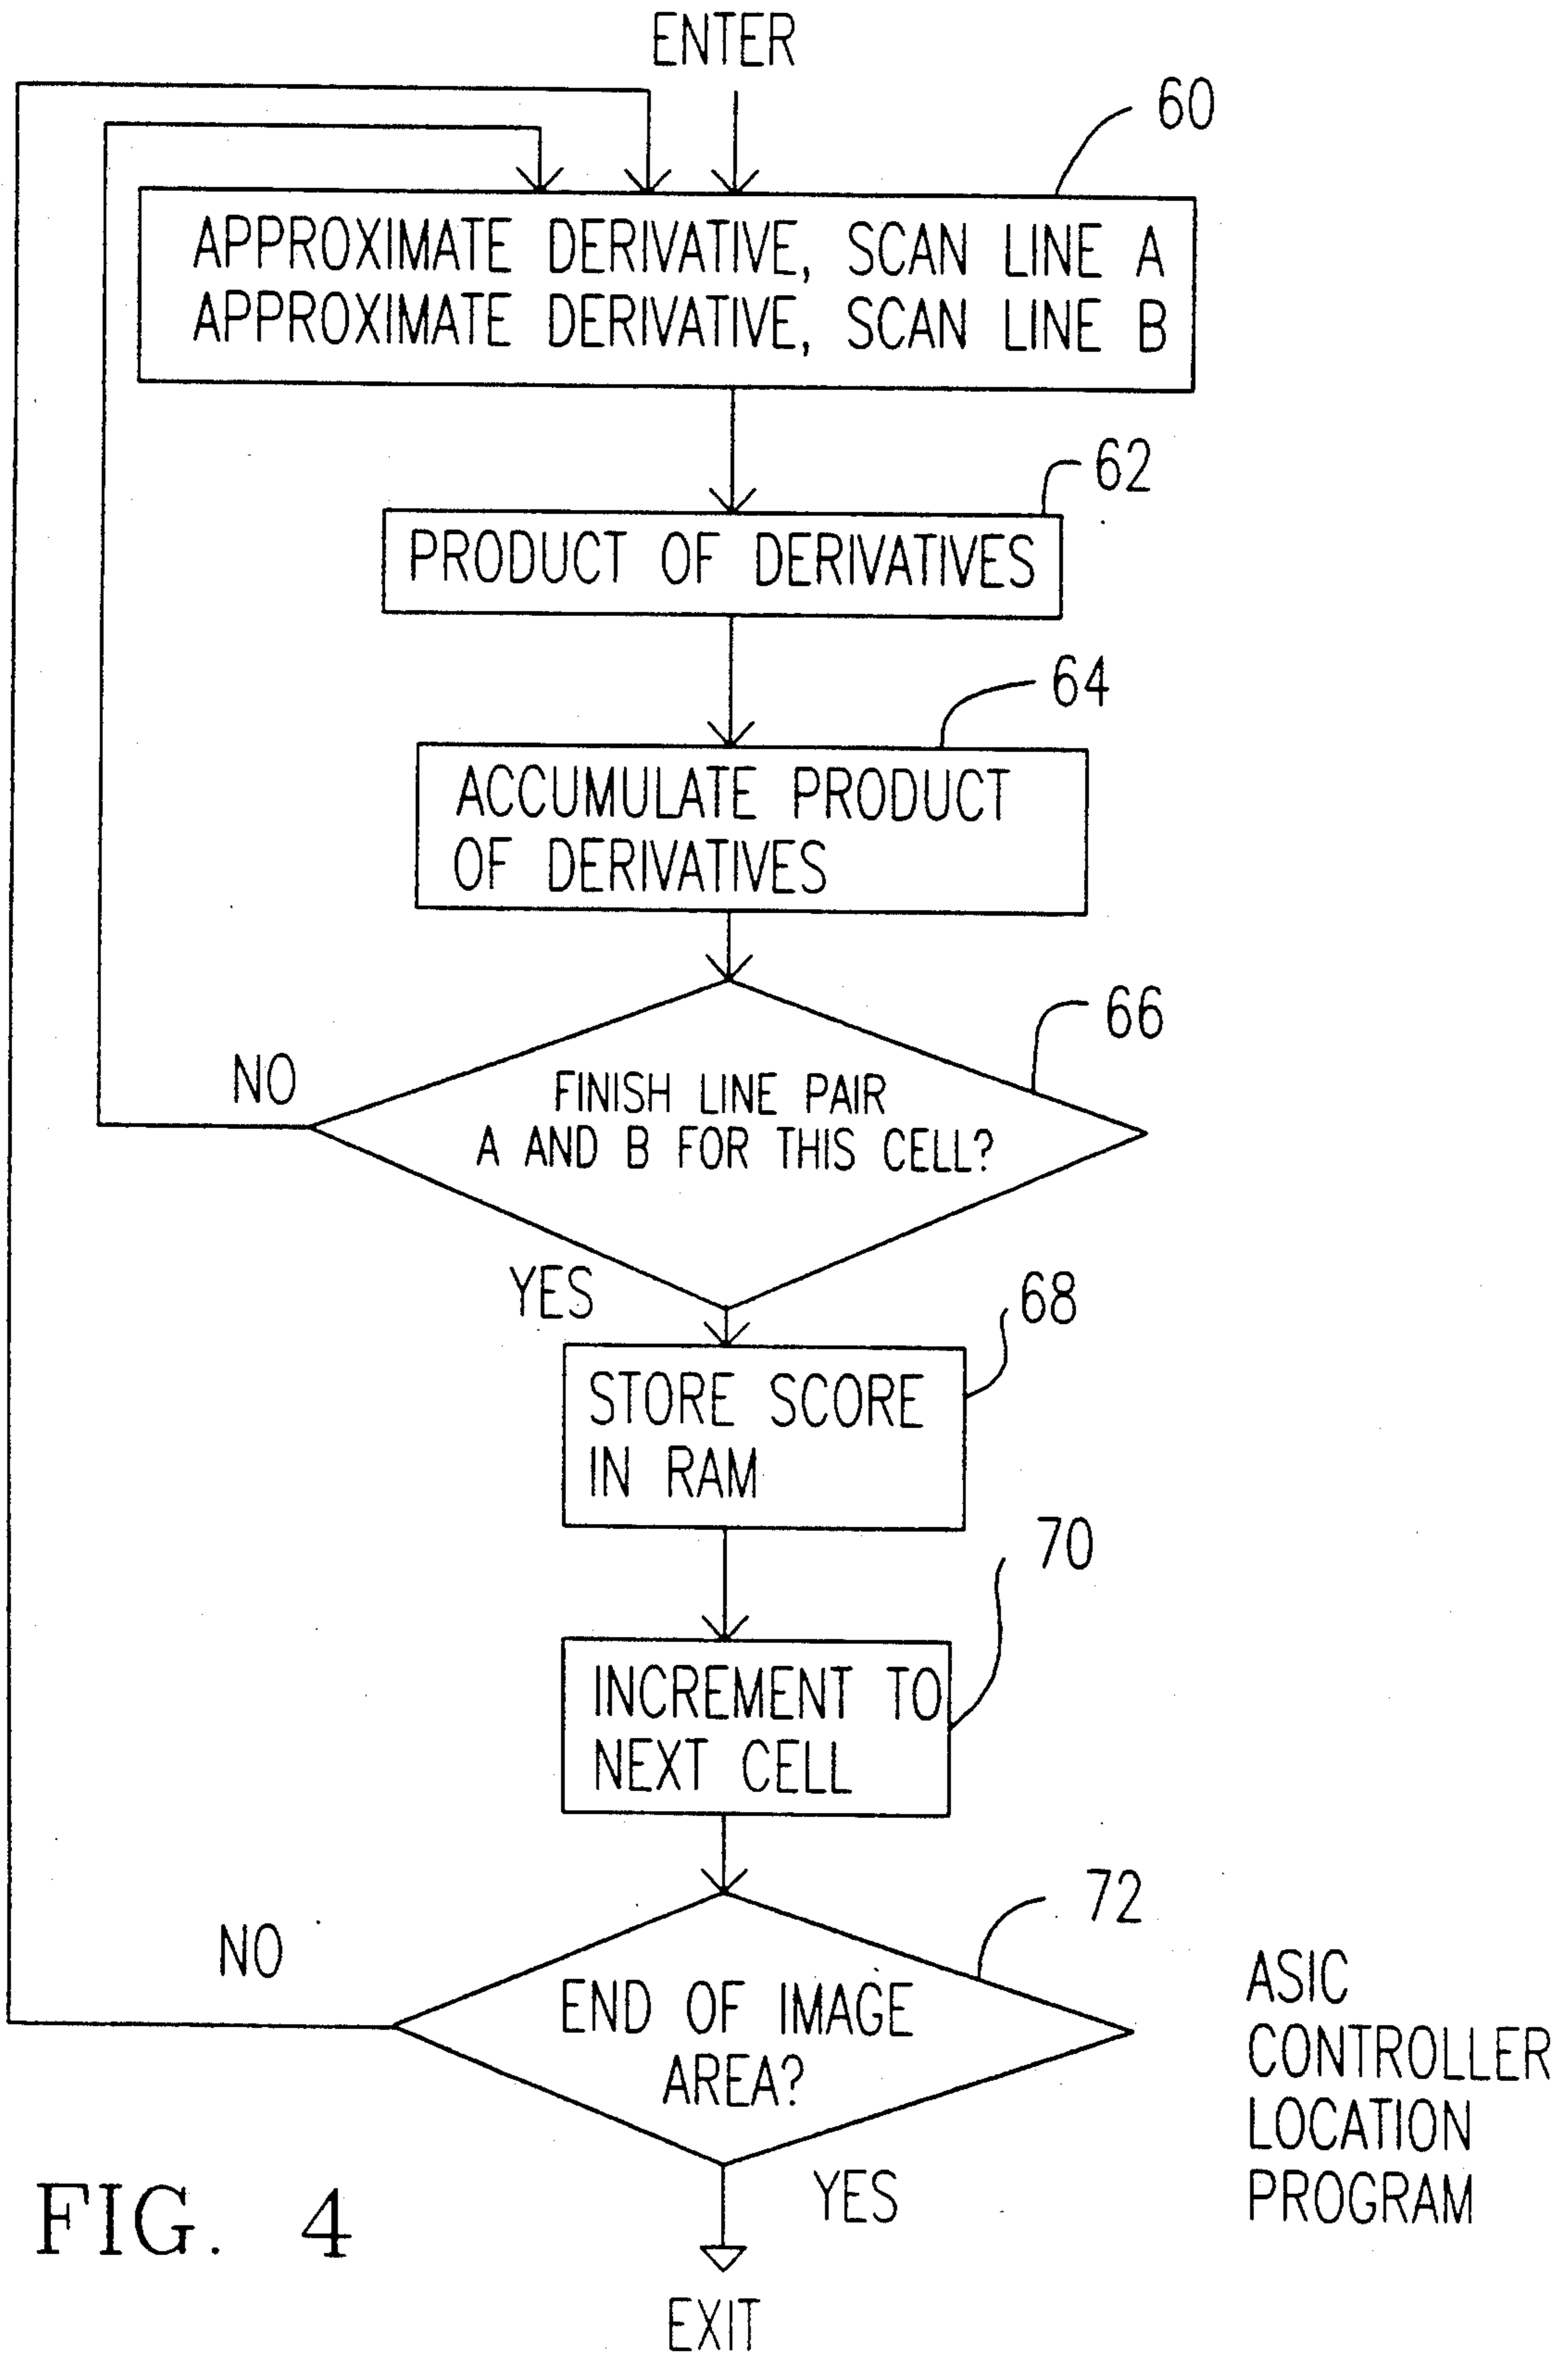 ENTER
60
APPROXIMATE DERIVATIVE, SCAN LINE A
APPROXIMATE DERIVATIVE, SCAN LINE B
62
PRODUCT OF DERIVATIVES
64
ACCUMULATE PRODUCT
OF DERIVATIVES
66
NO
FINISH LINE PAIR
A AND B FOR THIS CELL?
YES
68
STORE SCORE
IN RAM
70
INCREMENT TO
NEXT CELL
72
NO
END OF IMAGE
AREA?
ASIC
CONTROLLER
LOCATION
PROGRAM
YES
FIG. 4
EXIT